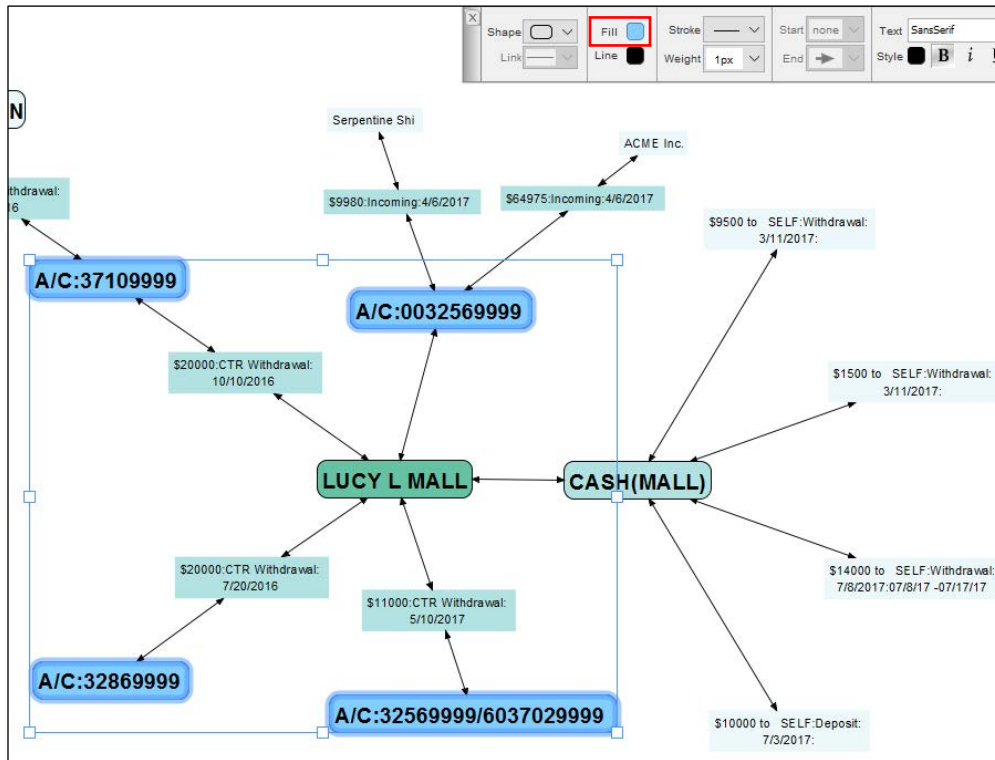 X
Shape
Fill
Stroke
Start none
Text SansSerif
Link
Line
Weight 1px
End
Style B i
N
Serpentine Shi
ACME Inc.
ithdrawal:
16
$9980:Incoming:4/6/2017
$64975:Incoming:4/6/2017
$9500 to SELF:Withdrawal:
3/11/2017:
A/C:37109999
A/C:0032569999
$20000:CTR Withdrawal:
10/10/2016
$1500 to SELF:Withdrawal:
3/11/2017:
LUCY L MALL
CASH(MALL)
$20000:CTR Withdrawal:
7/20/2016
$14000 to SELF:Withdrawal:
7/8/2017:07/8/17 -07/17/17
$11000:CTR Withdrawal:
5/10/2017
A/C:32869999
A/C:32569999/6037029999
$10000 to SELF:Deposit:
7/3/2017: